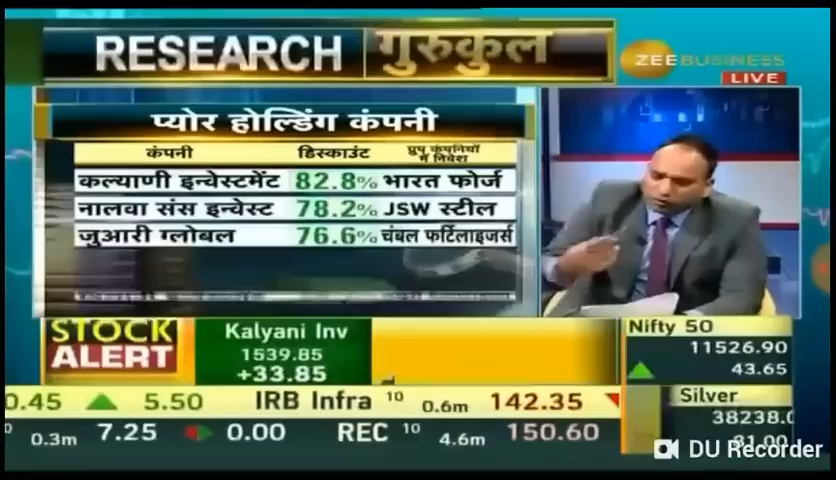 RESEARCH गुरुकुल
ZEE BUSINESS
LIVE
प्योर होल्डिंग कंपनी
कंपनी डिस्काउंट ग्रुप कंपनियों में निवेश
कल्याणी इन्वेस्टमेंट 82.8% भारत फोर्ज
नालवा संस इन्वेस्ट 78.2% JSW स्टील
जुआरी ग्लोबल 76.6% चंबल फर्टिलाइजर्स
STOCK ALERT
Kalyani Inv
1539.85
+33.85
Nifty 50
11526.90
43.65
Silver
38238.0
31.00
0.45 5.50 IRB Infra 10 0.6m 142.35
0.3m 7.25 0.00 REC 10 4.6m 150.60
DU Recorder